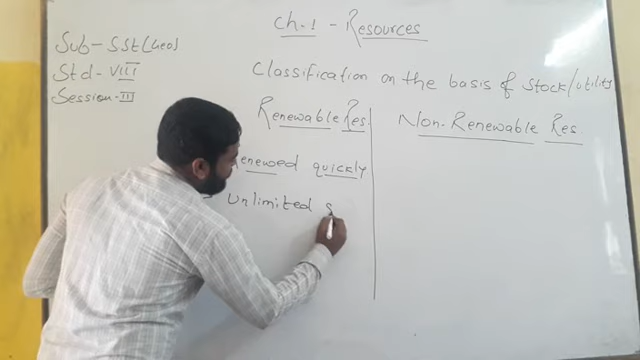 Ch.1 - Resources
Sub - SSt (Geo)
Std - VIII
Session - III
Classification on the basis of Stock/utility
Renewable Res.
Non-Renewable Res.
Renewed quickly
Unlimited S